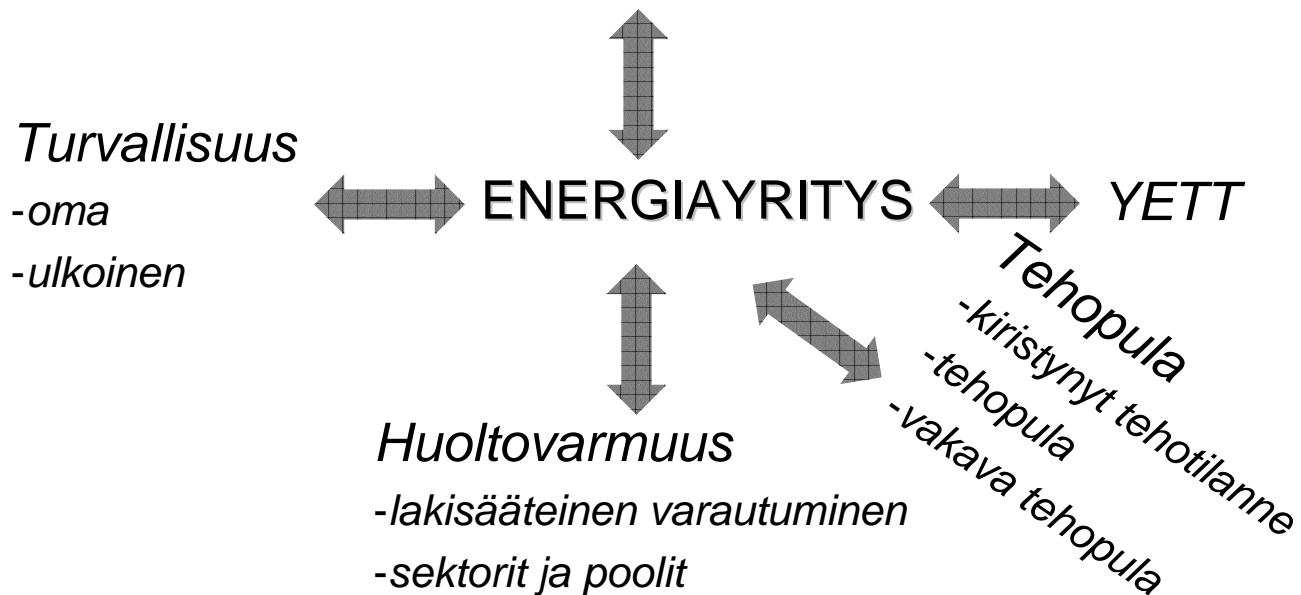 Turvallisuus
-oma
-ulkoinen
ENERGIAYRITYS
YETT
Tehopula
-kiristynyt tehotilanne
-tehopula
-vakava tehopula
Huoltovarmuus
-lakisääteinen varautuminen
-sektorit ja poolit